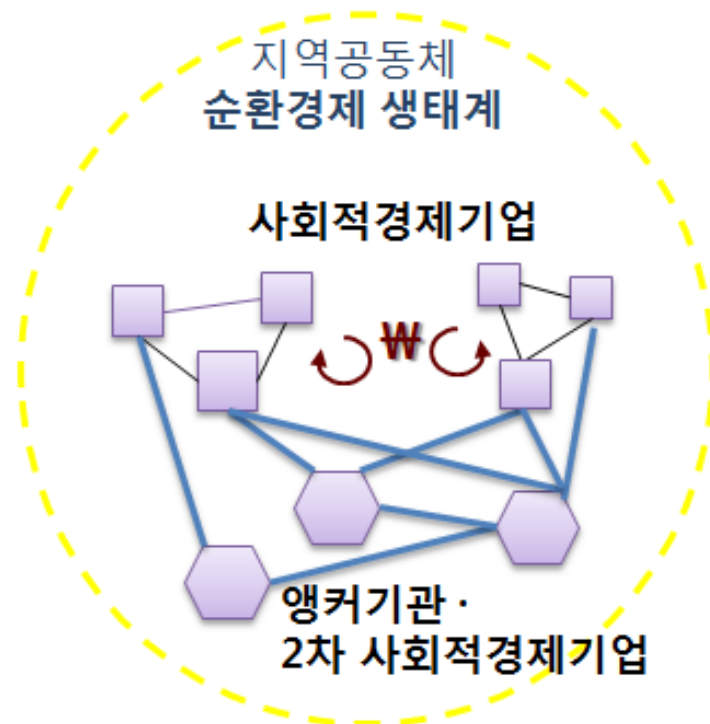 지역공동체
순환경제 생태계
사회적경제기업
₩
앵커기관 ·
2차 사회적경제기업